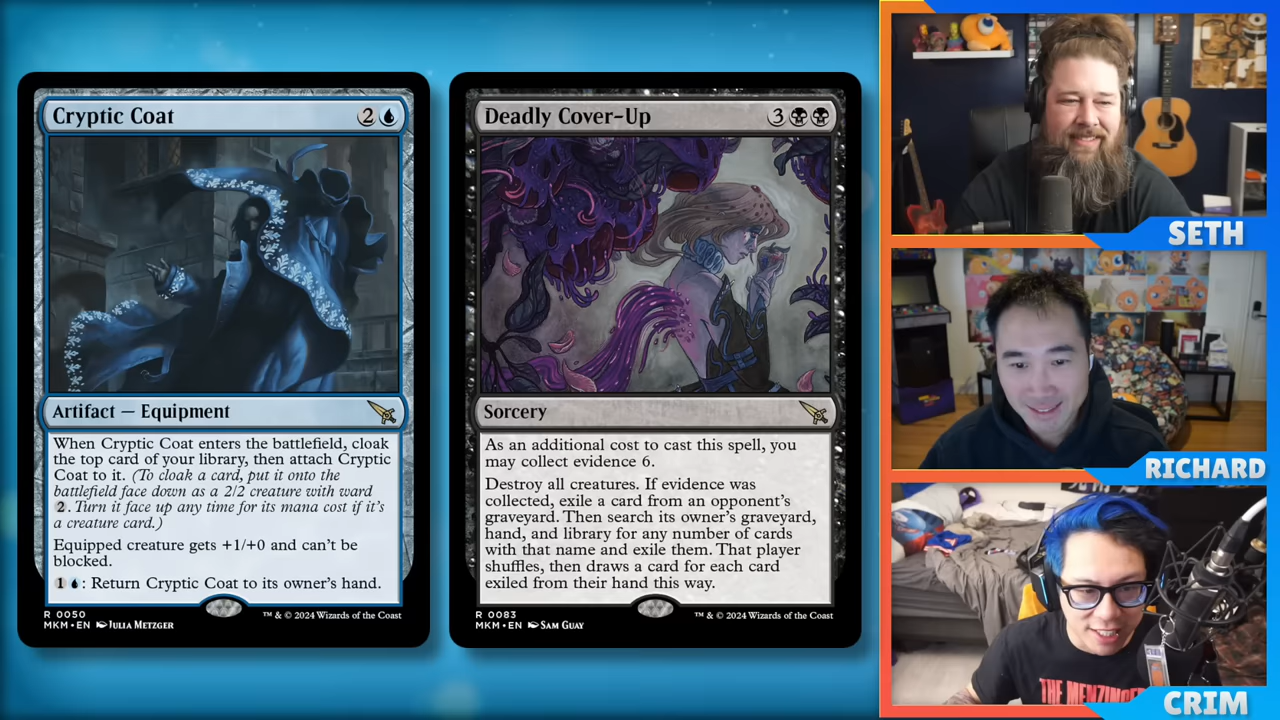 Cryptic Coat 2
Artifact — Equipment
When Cryptic Coat enters the battlefield, cloak
the top card of your library, then attach Cryptic
Coat to it. (To cloak a card, put it onto the
battlefield face down as a 2/2 creature with ward
2. Turn it face up any time for its mana cost if it's
a creature card.)
Equipped creature gets +1/+0 and can't be
blocked.
1 : Return Cryptic Coat to its owner's hand.
R 0050
MKM • EN Julia Metzger
™ & © 2024 Wizards of the Coast
Deadly Cover-Up 3
Sorcery
As an additional cost to cast this spell, you
may collect evidence 6.
Destroy all creatures. If evidence was
collected, exile a card from an opponent's
graveyard. Then search its owner's graveyard,
hand, and library for any number of cards
with that name and exile them. That player
shuffles, then draws a card for each card
exiled from their hand this way.
R 0083
MKM • EN Sam Guay
™ & © 2024 Wizards of the Coast
SETH
RICHARD
THE MENZINGERS
CRIM